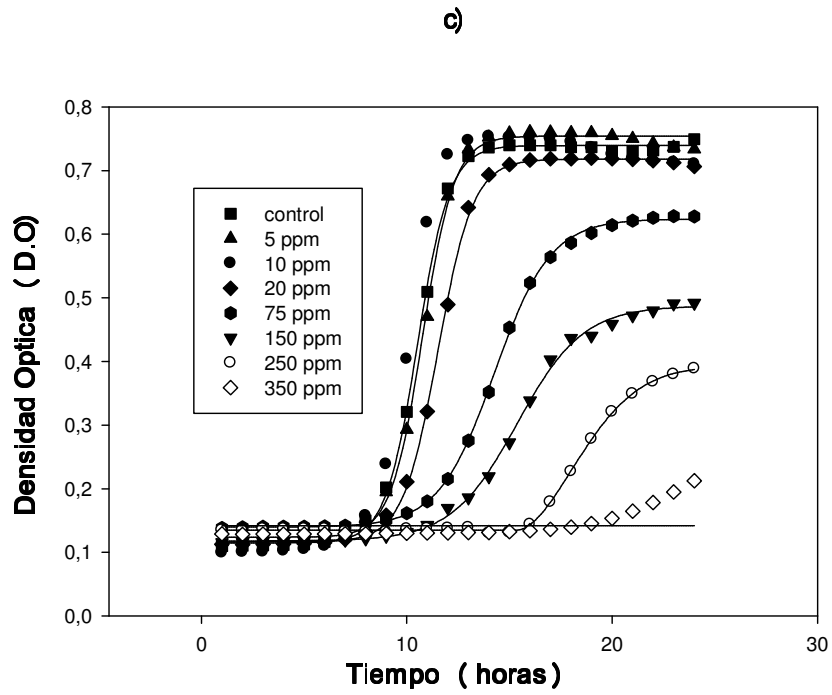 c)
Densidad Optica ( D.O)
0,8
0,7
0,6
0,5
0,4
0,3
0,2
0,1
0,0
control
5 ppm
10 ppm
20 ppm
75 ppm
150 ppm
250 ppm
350 ppm
0
10
20
30
Tiempo ( horas)